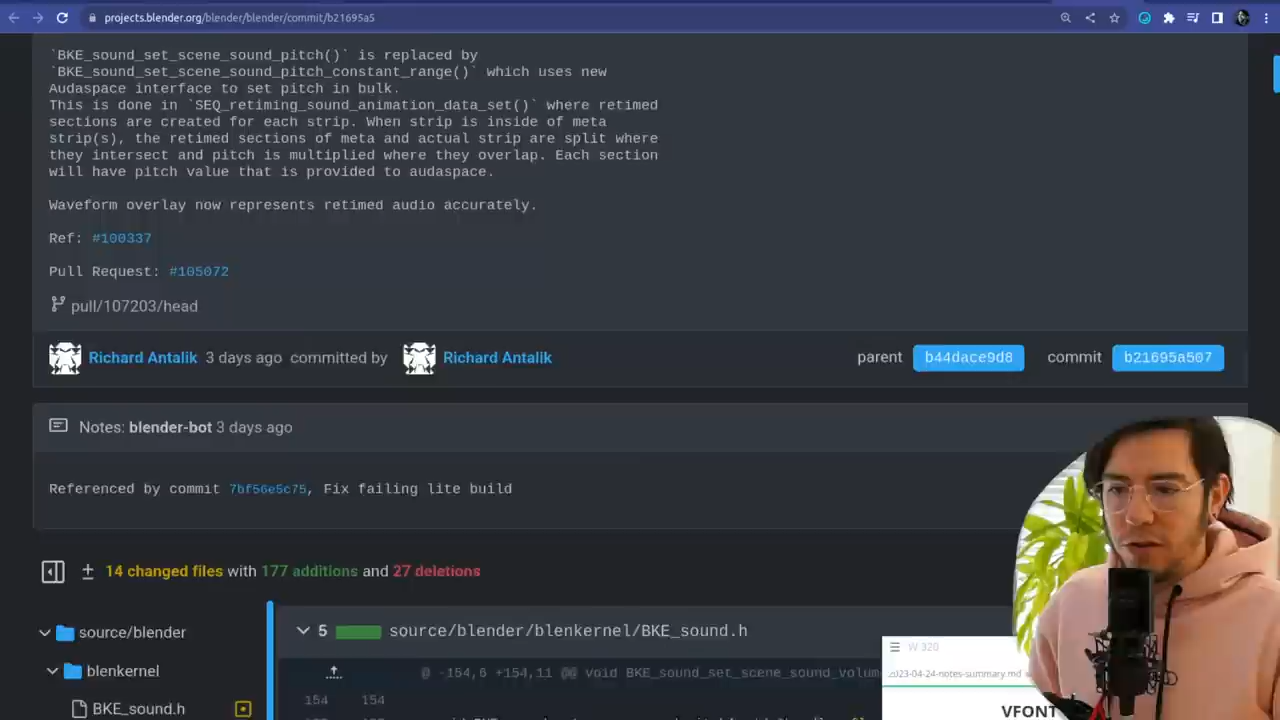 projects.blender.org/blender/blender/commit/b21695a5
`BKE_sound_set_scene_sound_pitch()` is replaced by
`BKE_sound_set_scene_sound_pitch_constant_range()` which uses new
Audaspace interface to set pitch in bulk.
This is done in `SEQ_retiming_sound_animation_data_set()` where retimed
sections are created for each strip. When strip is inside of meta
strip(s), the retimed sections of meta and actual strip are split where
they intersect and pitch is multiplied where they overlap. Each section
will have pitch value that is provided to audaspace.
Waveform overlay now represents retimed audio accurately.
Ref: #100337
Pull Request: #105072
pull/107203/head
Richard Antalik 3 days ago committed by Richard Antalik parent b44dace9d8 commit b21695a507
Notes: blender-bot 3 days ago
Referenced by commit 7bf56e5c75, Fix failing lite build
14 changed files with 177 additions and 27 deletions
source/blender
5 source/blender/blenkernel/BKE_sound.h
W 320
blenkernel
@ -154,6 +154,11 @@ void BKE_sound_set_scene_sound_volum
2023-04-24-notes-summary.md
154 154
BKE_sound.h
VFONT